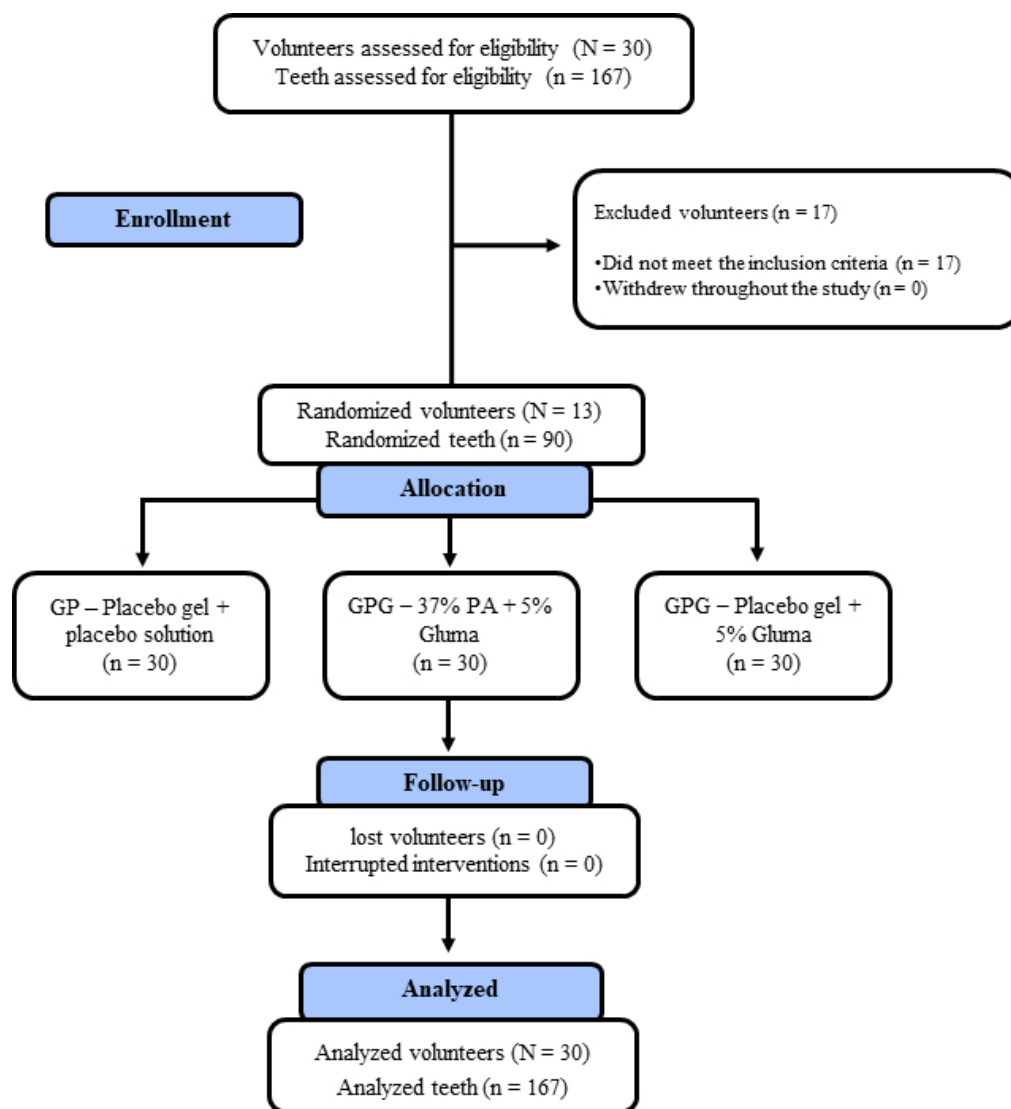 Volunteers assessed for eligibility (N = 30)
Teeth assessed for eligibility (n = 167)
Enrollment
Excluded volunteers (n = 17)
•Did not meet the inclusion criteria (n = 17)
•Withdrew throughout the study (n = 0)
Randomized volunteers (N = 13)
Randomized teeth (n = 90)
Allocation
GP – Placebo gel +
placebo solution
(n = 30)
GPG – 37% PA + 5%
Gluma
(n = 30)
GPG – Placebo gel +
5% Gluma
(n = 30)
Follow-up
lost volunteers (n = 0)
Interrupted interventions (n = 0)
Analyzed
Analyzed volunteers (N = 30)
Analyzed teeth (n = 167)